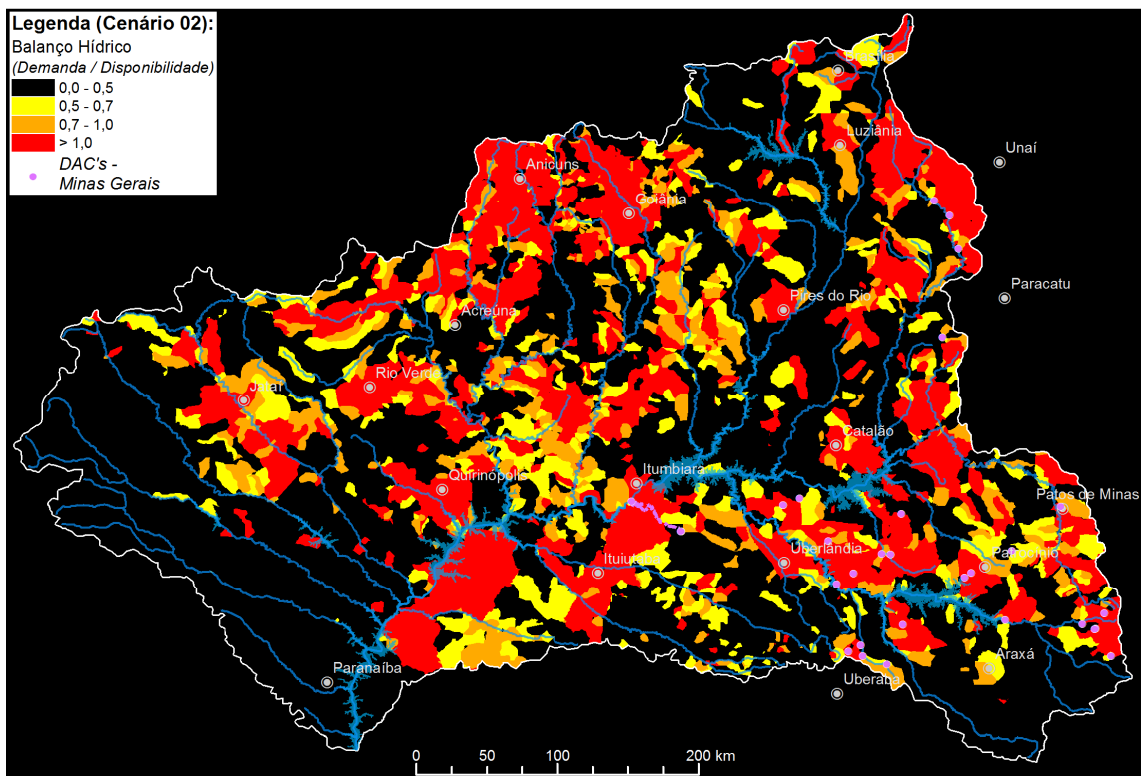 Legenda (Cenário 02):
Balanço Hídrico
(Demanda / Disponibilidade)
0,0 - 0,5
0,5 - 0,7
0,7 - 1,0
> 1,0
DAC's -
Minas Gerais
Brasília
Luziânia
Unaí
Anicuns
Goiânia
Paracatu
Pires do Rio
Acreúna
Rio Verde
Jataí
Catalão
Quirinópolis
Itumbiara
Patos de Minas
Uberlândia
Patrocínio
Ituiutaba
Araxá
Paranaíba
Uberaba
0 50 100 200 km